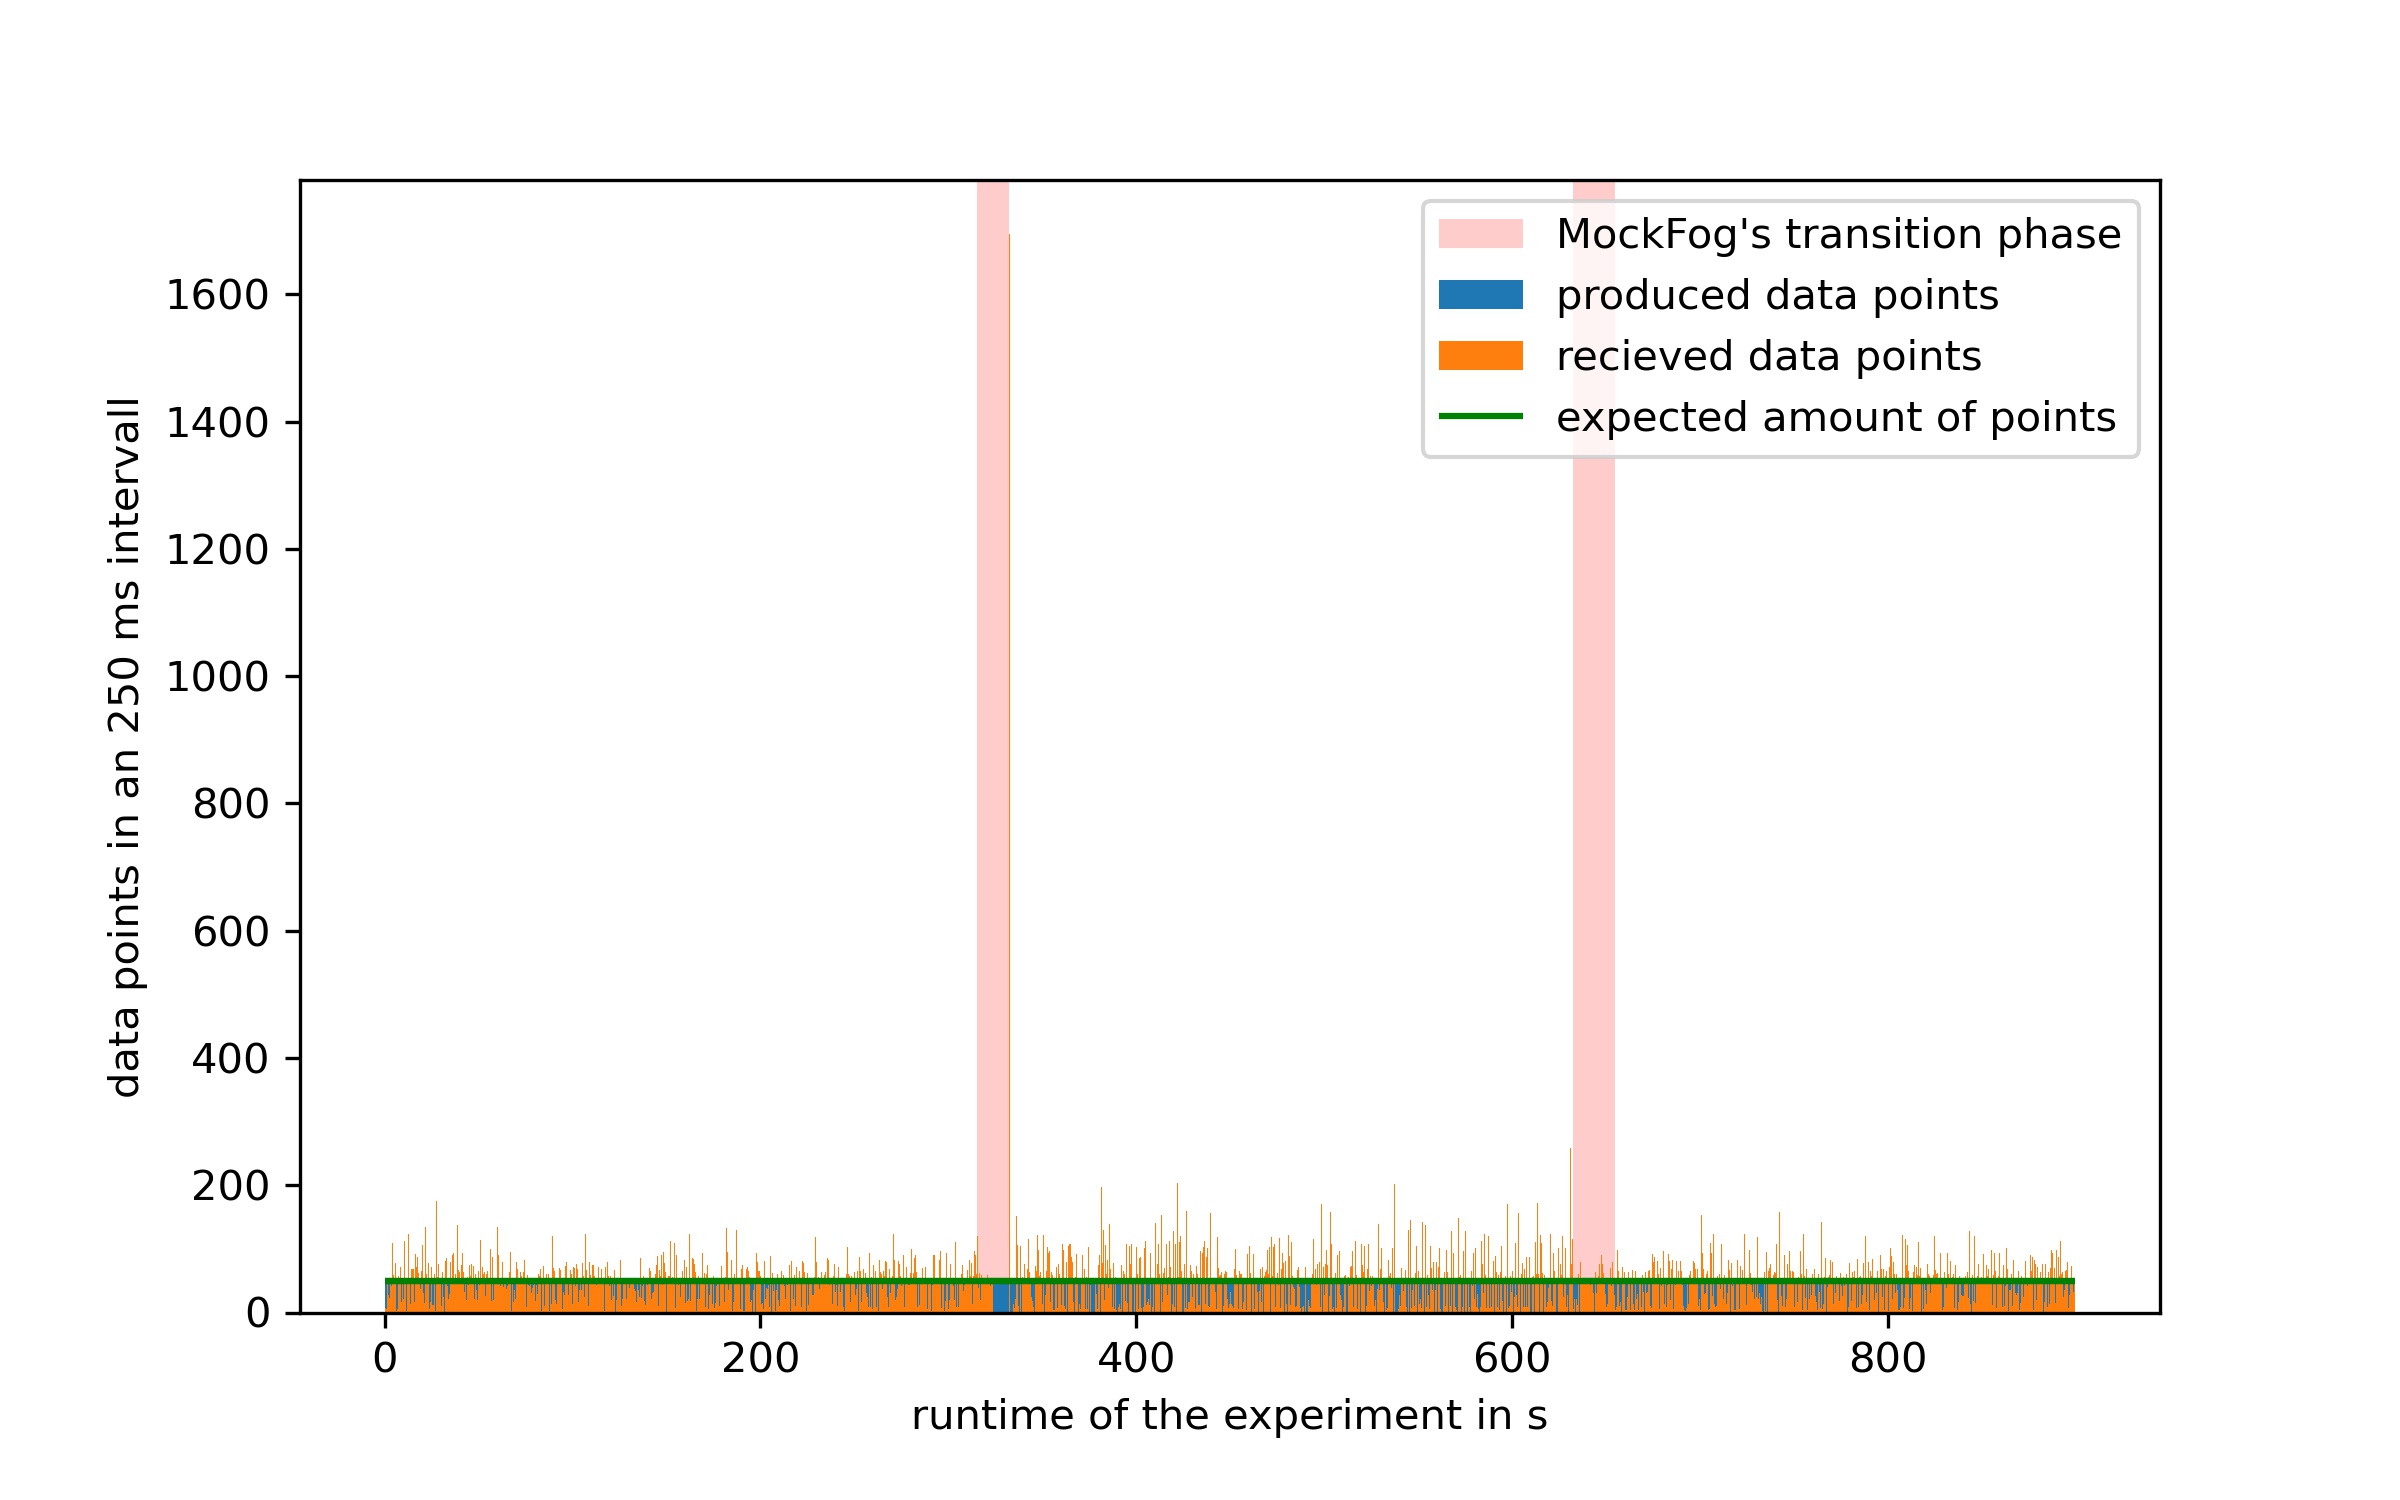 MockFog's transition phase
produced data points
recieved data points
expected amount of points
data points in an 250 ms intervall
1600
1400
1200
1000
800
600
400
200
0
0 200 400 600 800
runtime of the experiment in s